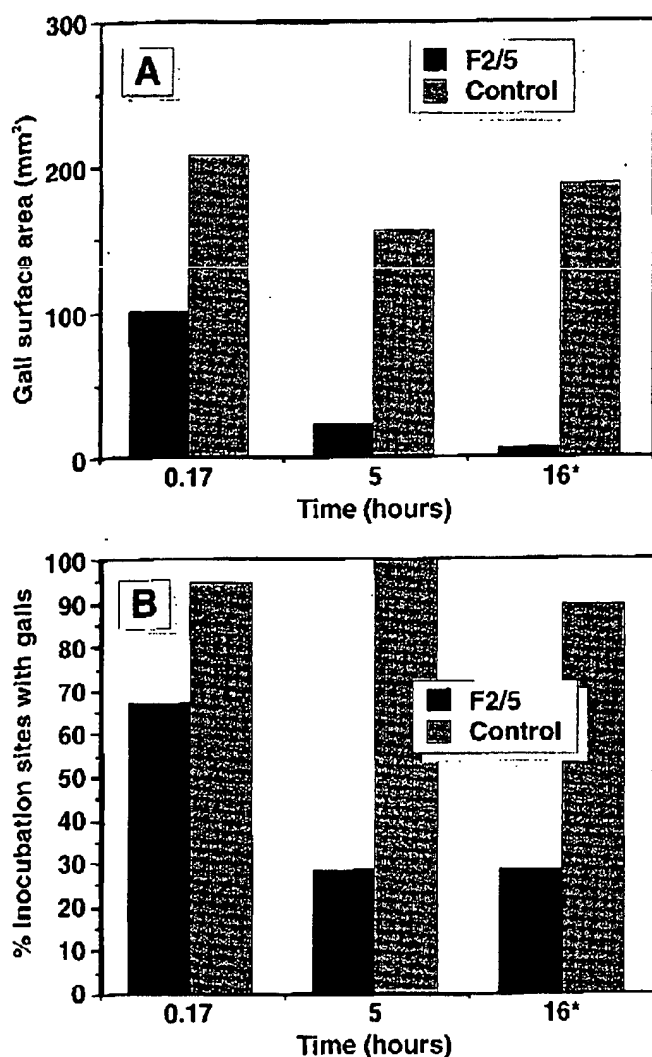 A
F2/5
Control
Gall surface area (mm²)
300
200
100
0
0.17
5
16*
Time (hours)
B
F2/5
Control
% Inocubation sites with galls
100
90
80
70
60
50
40
30
20
10
0
0.17
5
16*
Time (hours)